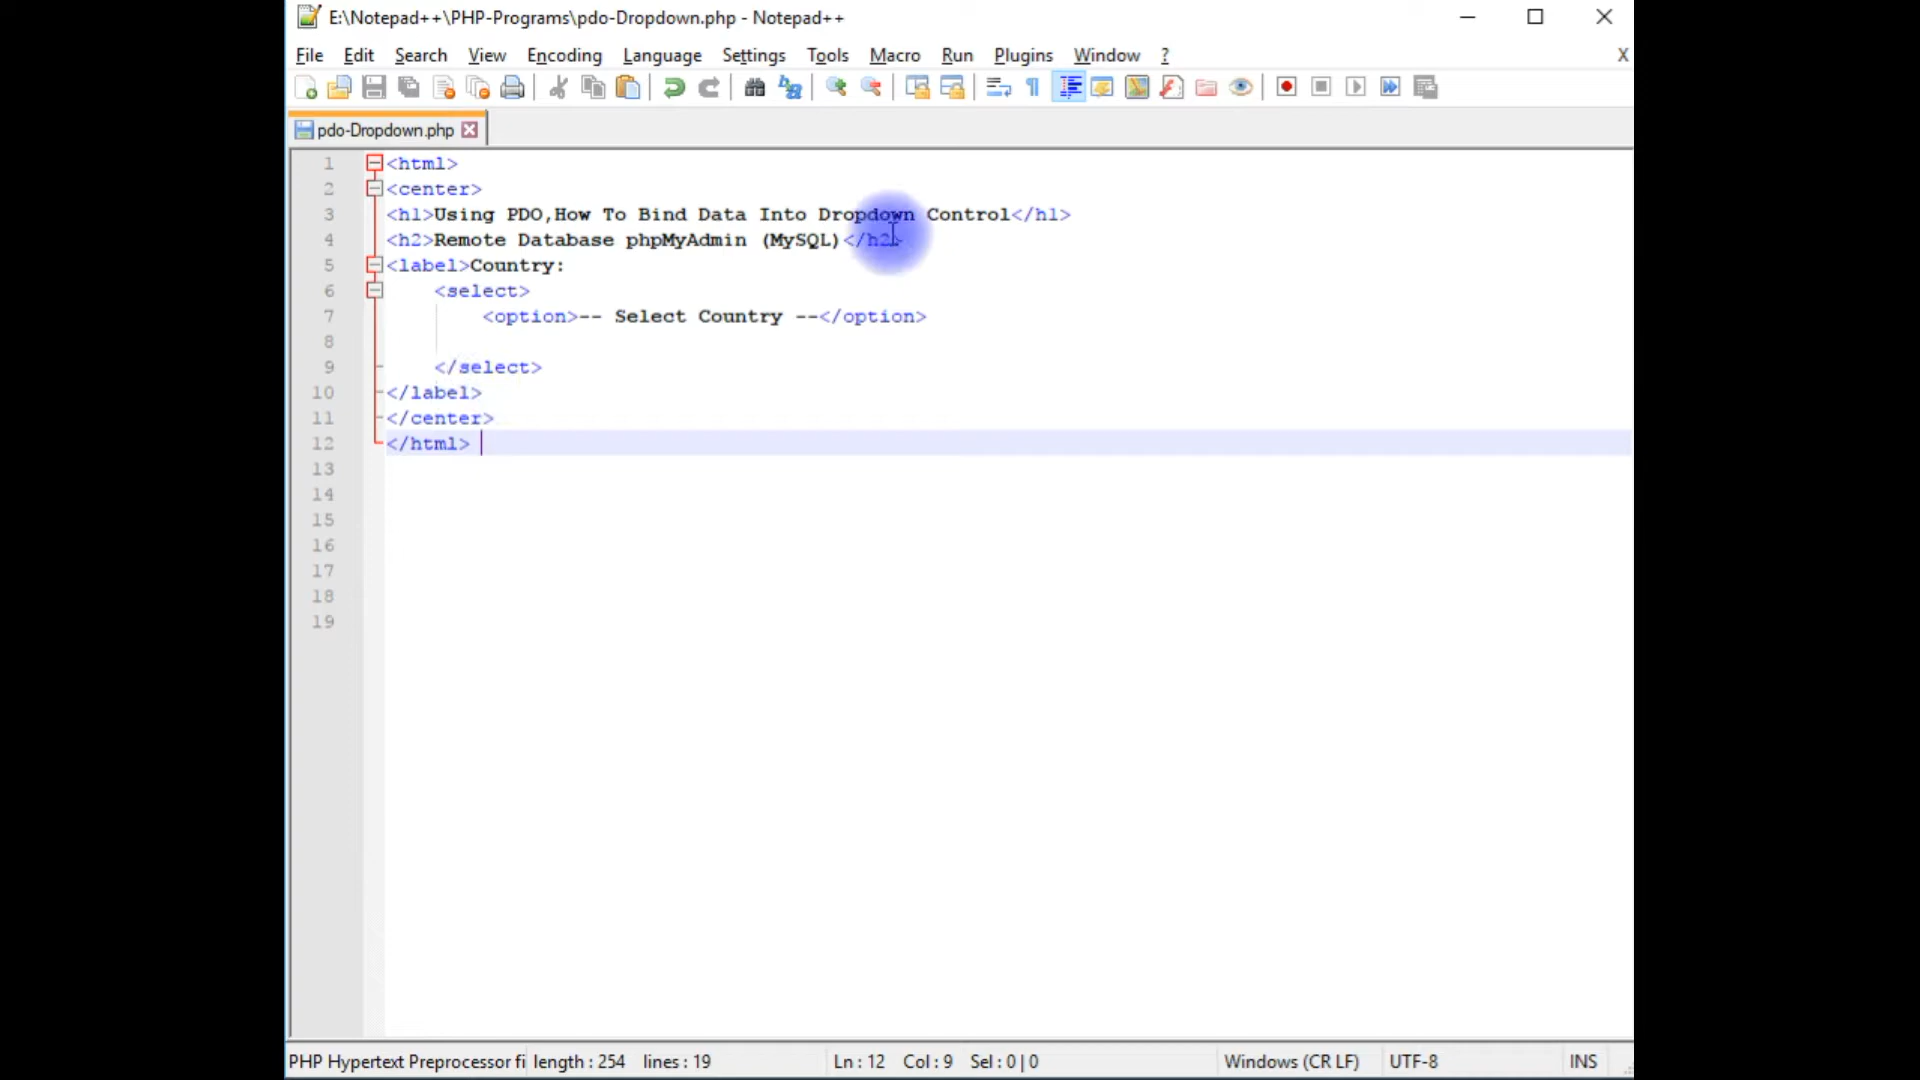 E:\Notepad++\PHP-Programs\pdo-Dropdown.php - Notepad++
File Edit Search View Encoding Language Settings Tools Macro Run Plugins Window ? X
pdo-Dropdown.php
1 <html>
2 <center>
3 <h1>Using PDO,How To Bind Data Into Dropdown Control</h1>
4 <h2>Remote Database phpMyAdmin (MySQL)</h2>
5 <label>Country:
6 <select>
7 <option>-- Select Country --</option>
8
9 </select>
10 </label>
11 </center>
12 </html>
13
14
15
16
17
18
19
PHP Hypertext Preprocessor fi length : 254 lines : 19 Ln : 12 Col : 9 Sel : 0 | 0 Windows (CR LF) UTF-8 INS